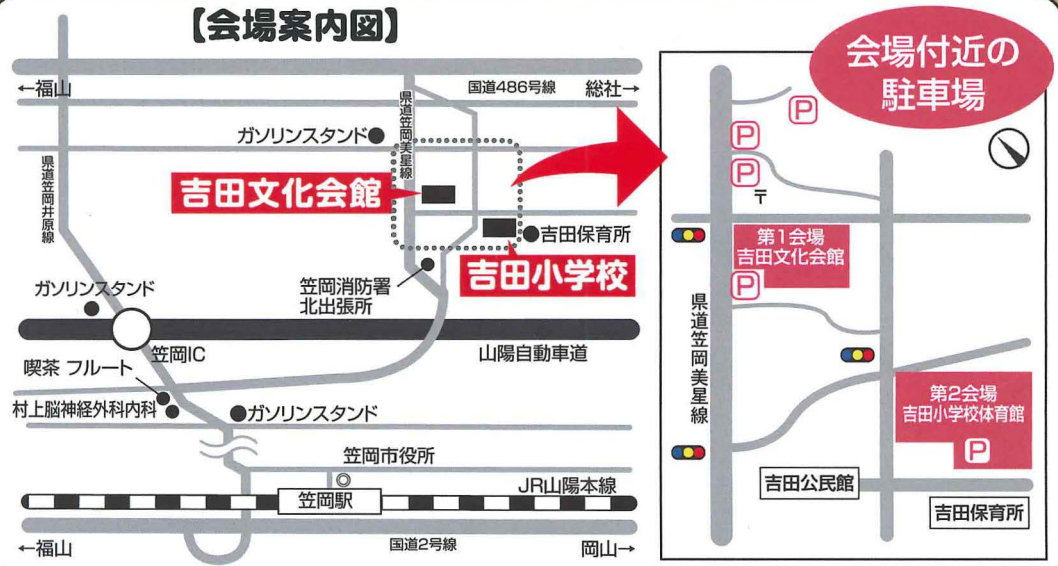 【会場案内図】
←福山
国道486号線
総社→
県道笠岡美星線
ガソリンスタンド
県道笠岡井原線
吉田文化会館
吉田保育所
吉田小学校
笠岡消防署
北出張所
ガソリンスタンド
笠岡IC
山陽自動車道
喫茶 フルート
村上脳神経外科内科
ガソリンスタンド
笠岡市役所
JR山陽本線
笠岡駅
←福山
国道2号線
岡山→
会場付近の
駐車場
P
P
P
〒
第1会場
吉田文化会館
P
県道笠岡美星線
第2会場
吉田小学校体育館
P
吉田公民館
吉田保育所